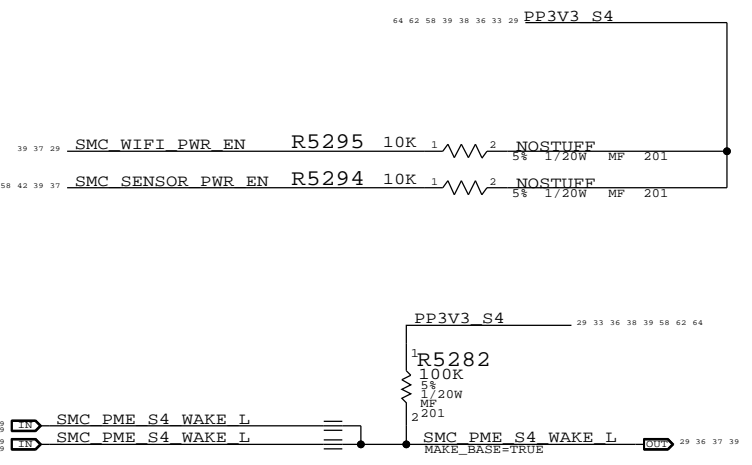 64 62 58 39 38 36 33 29 PP3V3_S4
39 37 29 SMC_WIFI_PWR_EN R5295 10K 1 2 NOSTUFF
5% 1/20W MF 201
58 42 39 37 SMC_SENSOR_PWR_EN R5294 10K 1 2 NOSTUFF
5% 1/20W MF 201
PP3V3_S4 29 33 36 38 39 58 62 64
1 R5282
100K
5%
1/20W
MF
2 201
IN SMC_PME_S4_WAKE_L
IN SMC_PME_S4_WAKE_L SMC_PME_S4_WAKE_L OUT 29 36 37 39
MAKE_BASE=TRUE